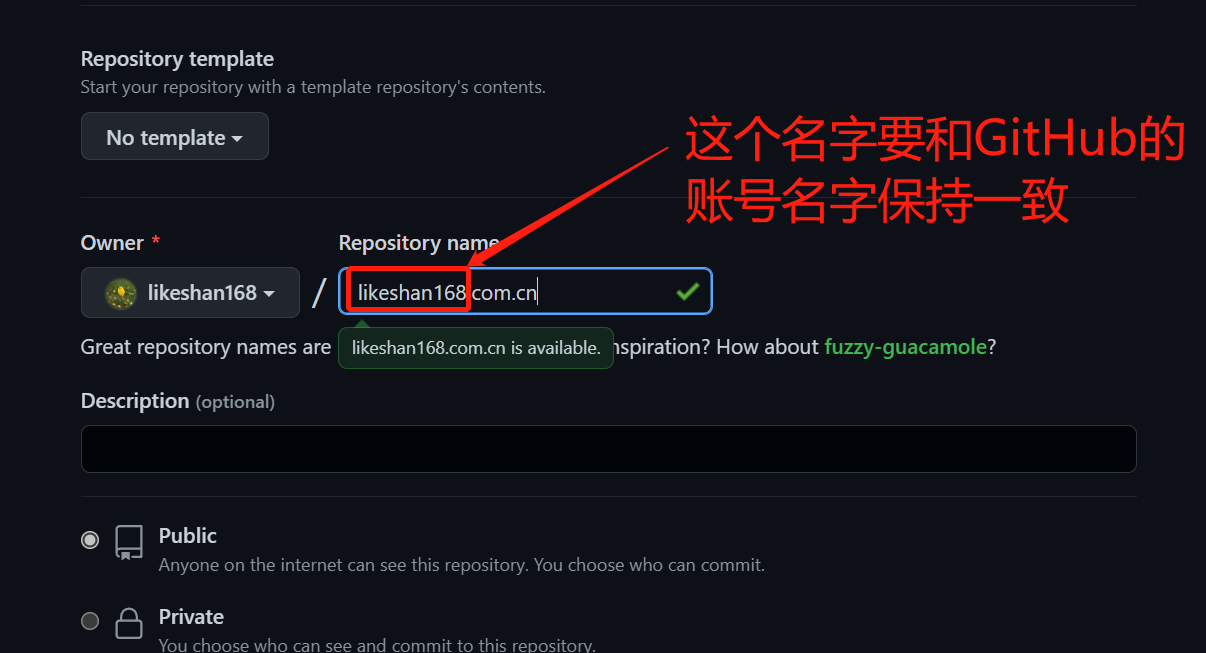 Repository template
Start your repository with a template repository's contents.
No template
这个名字要和GitHub的
账号名字保持一致
Owner *
Repository name
likeshan168
/
likeshan168.com.cn
Great repository names are
likeshan168.com.cn is available.
nspiration? How about fuzzy-guacamole?
Description (optional)
Public
Anyone on the internet can see this repository. You choose who can commit.
Private
You choose who can see and commit to this repository.